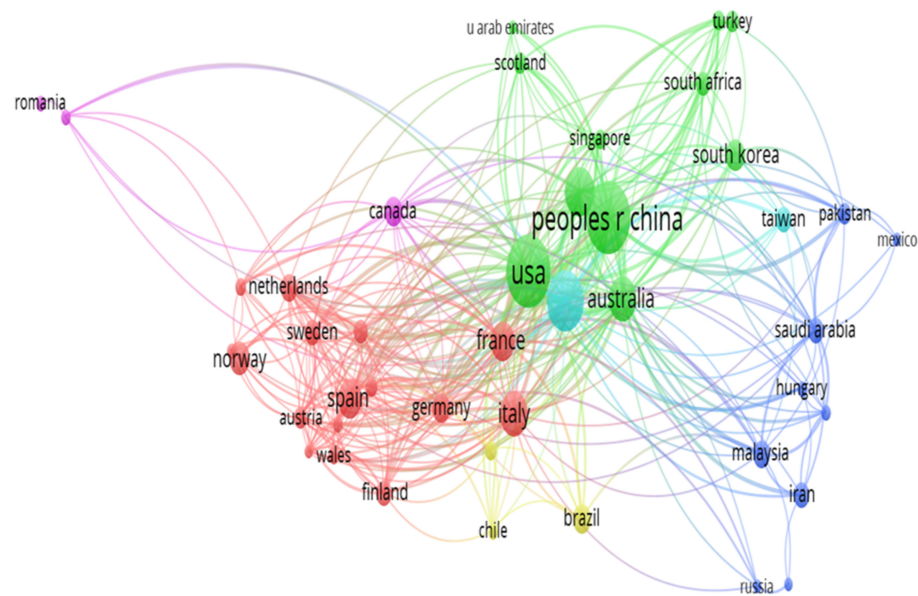 turkey
u arab emirates
scotland
south africa
romania
singapore
south korea
canada
peoples r china
taiwan
pakistan
mexico
usa
netherlands
australia
sweden
france
saudi arabia
norway
hungary
spain
germany
italy
austria
wales
malaysia
finland
iran
chile
brazil
russia